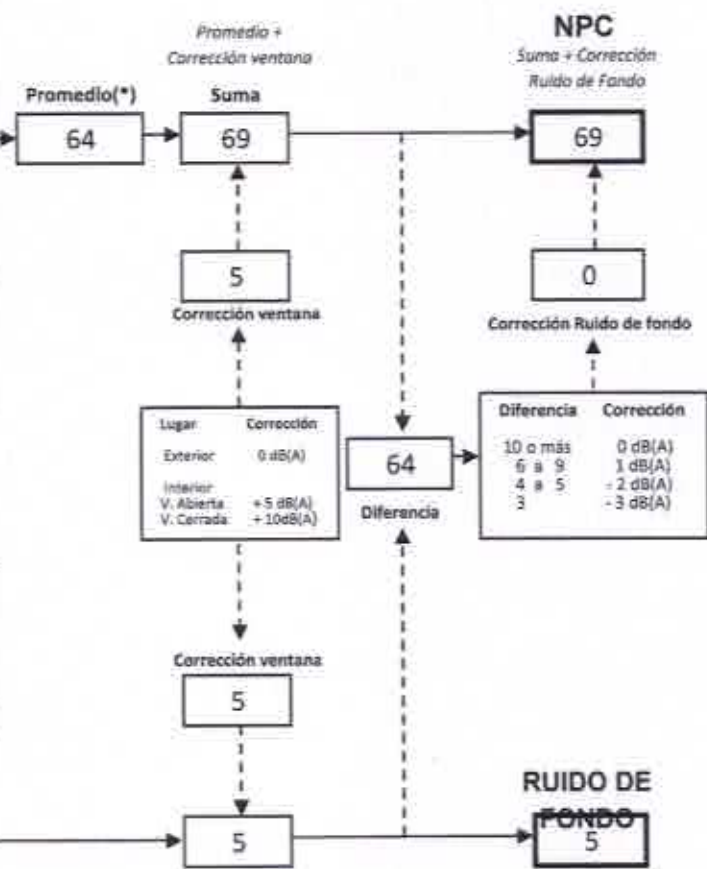 Promedio +
Corrección ventana
NPC
Suma + Corrección
Ruido de Fondo
Promedio(*)
Suma
64
69
69
5
0
Corrección ventana
Corrección Ruido de fondo
Lugar Corrección
Exterior 0 dB(A)
Interior
V. Abierta + 5 dB(A)
V. Cerrada + 10dB(A)
64
Diferencia
Diferencia Corrección
10 o más 0 dB(A)
6 a 9 1 dB(A)
4 a 5 - 2 dB(A)
3 - 3 dB(A)
Corrección ventana
5
RUIDO DE
FONDO
5
5